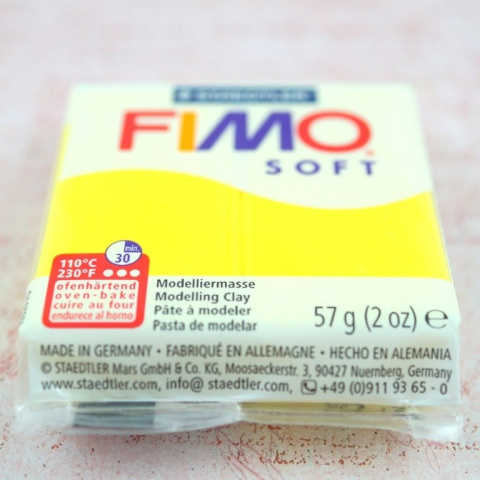 STAEDTLER
FIMO
SOFT
min.
30
110°C
230°F
ofenhärtend
oven-bake
cuire au four
endurece al horno
Modelliermasse
Modelling Clay
Pâte à modeler
Pasta de modelar
57 g (2 oz) ℮
MADE IN GERMANY • FABRIQUÉ EN ALLEMAGNE • HECHO EN ALEMANIA
© STAEDTLER Mars GmbH & Co. KG, Moosaeckerstr. 3, 90427 Nuernberg, Germany
www.staedtler.com, info@ staedtler.com, +49 (0)911 93 65 - 0